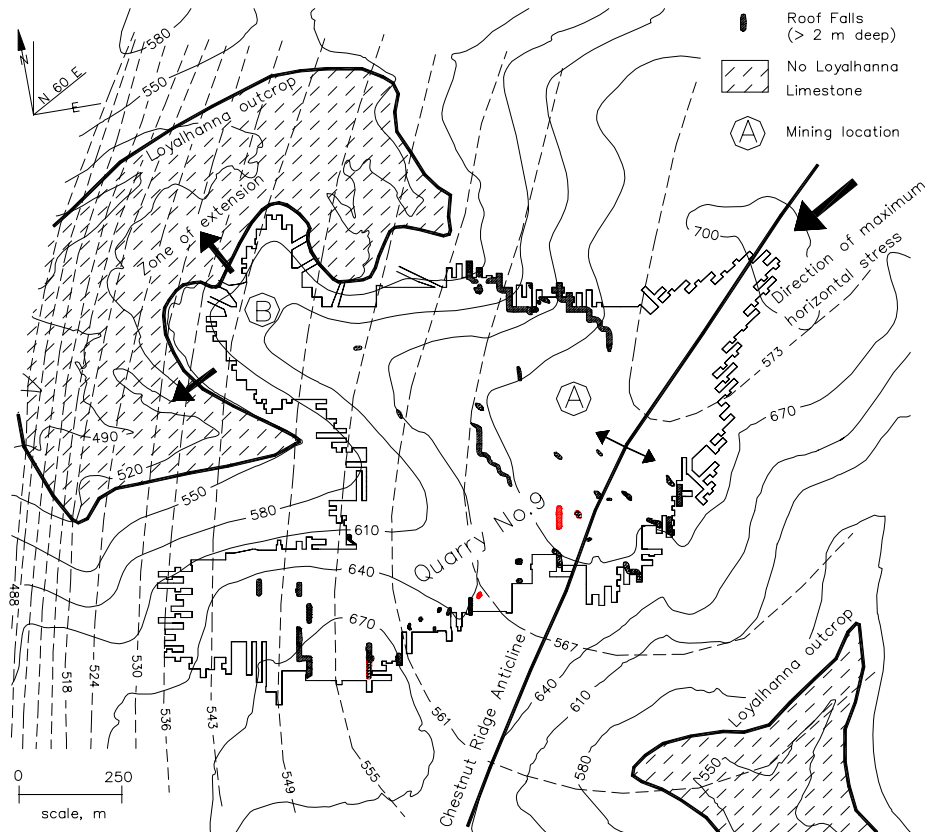 Roof Falls
(> 2 m deep)
No Loyalhanna
Limestone
A
Mining location
N
N 60 E
E
580
550
Loyalhanna outcrop
Zone of extension
B
700
Direction of maximum
horizontal stress
573
670
A
490
520
550
580
610
Quarry No.9
640
670
488
518
524
530
536
543
549
555
561
567
640
610
580
550
Loyalhanna outcrop
Chestnut Ridge Anticline
0 250
scale, m